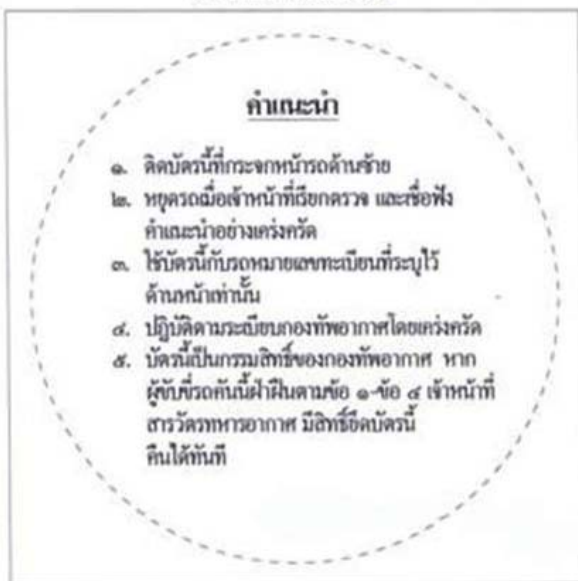 คำแนะนำ
๑. ติดบัตรนี้ที่กระจกหน้ารถด้านซ้าย
๒. หยุดรถเมื่อเจ้าหน้าที่เรียกตรวจ และเชื่อฟัง
คำแนะนำอย่างเคร่งครัด
๓. ใช้บัตรนี้กับรถหมายเลขทะเบียนที่ระบุไว้
ด้านหน้าเท่านั้น
๔. ปฏิบัติตามระเบียบกองทัพอากาศโดยเคร่งครัด
๕. บัตรนี้เป็นกรรมสิทธิ์ของกองทัพอากาศ หาก
ผู้ขับขี่รถคันนี้ฝ่าฝืนตามข้อ ๑-ข้อ ๔ เจ้าหน้าที่
สารวัตรทหารอากาศ มีสิทธิ์ยึดบัตรนี้
คืนได้ทันที